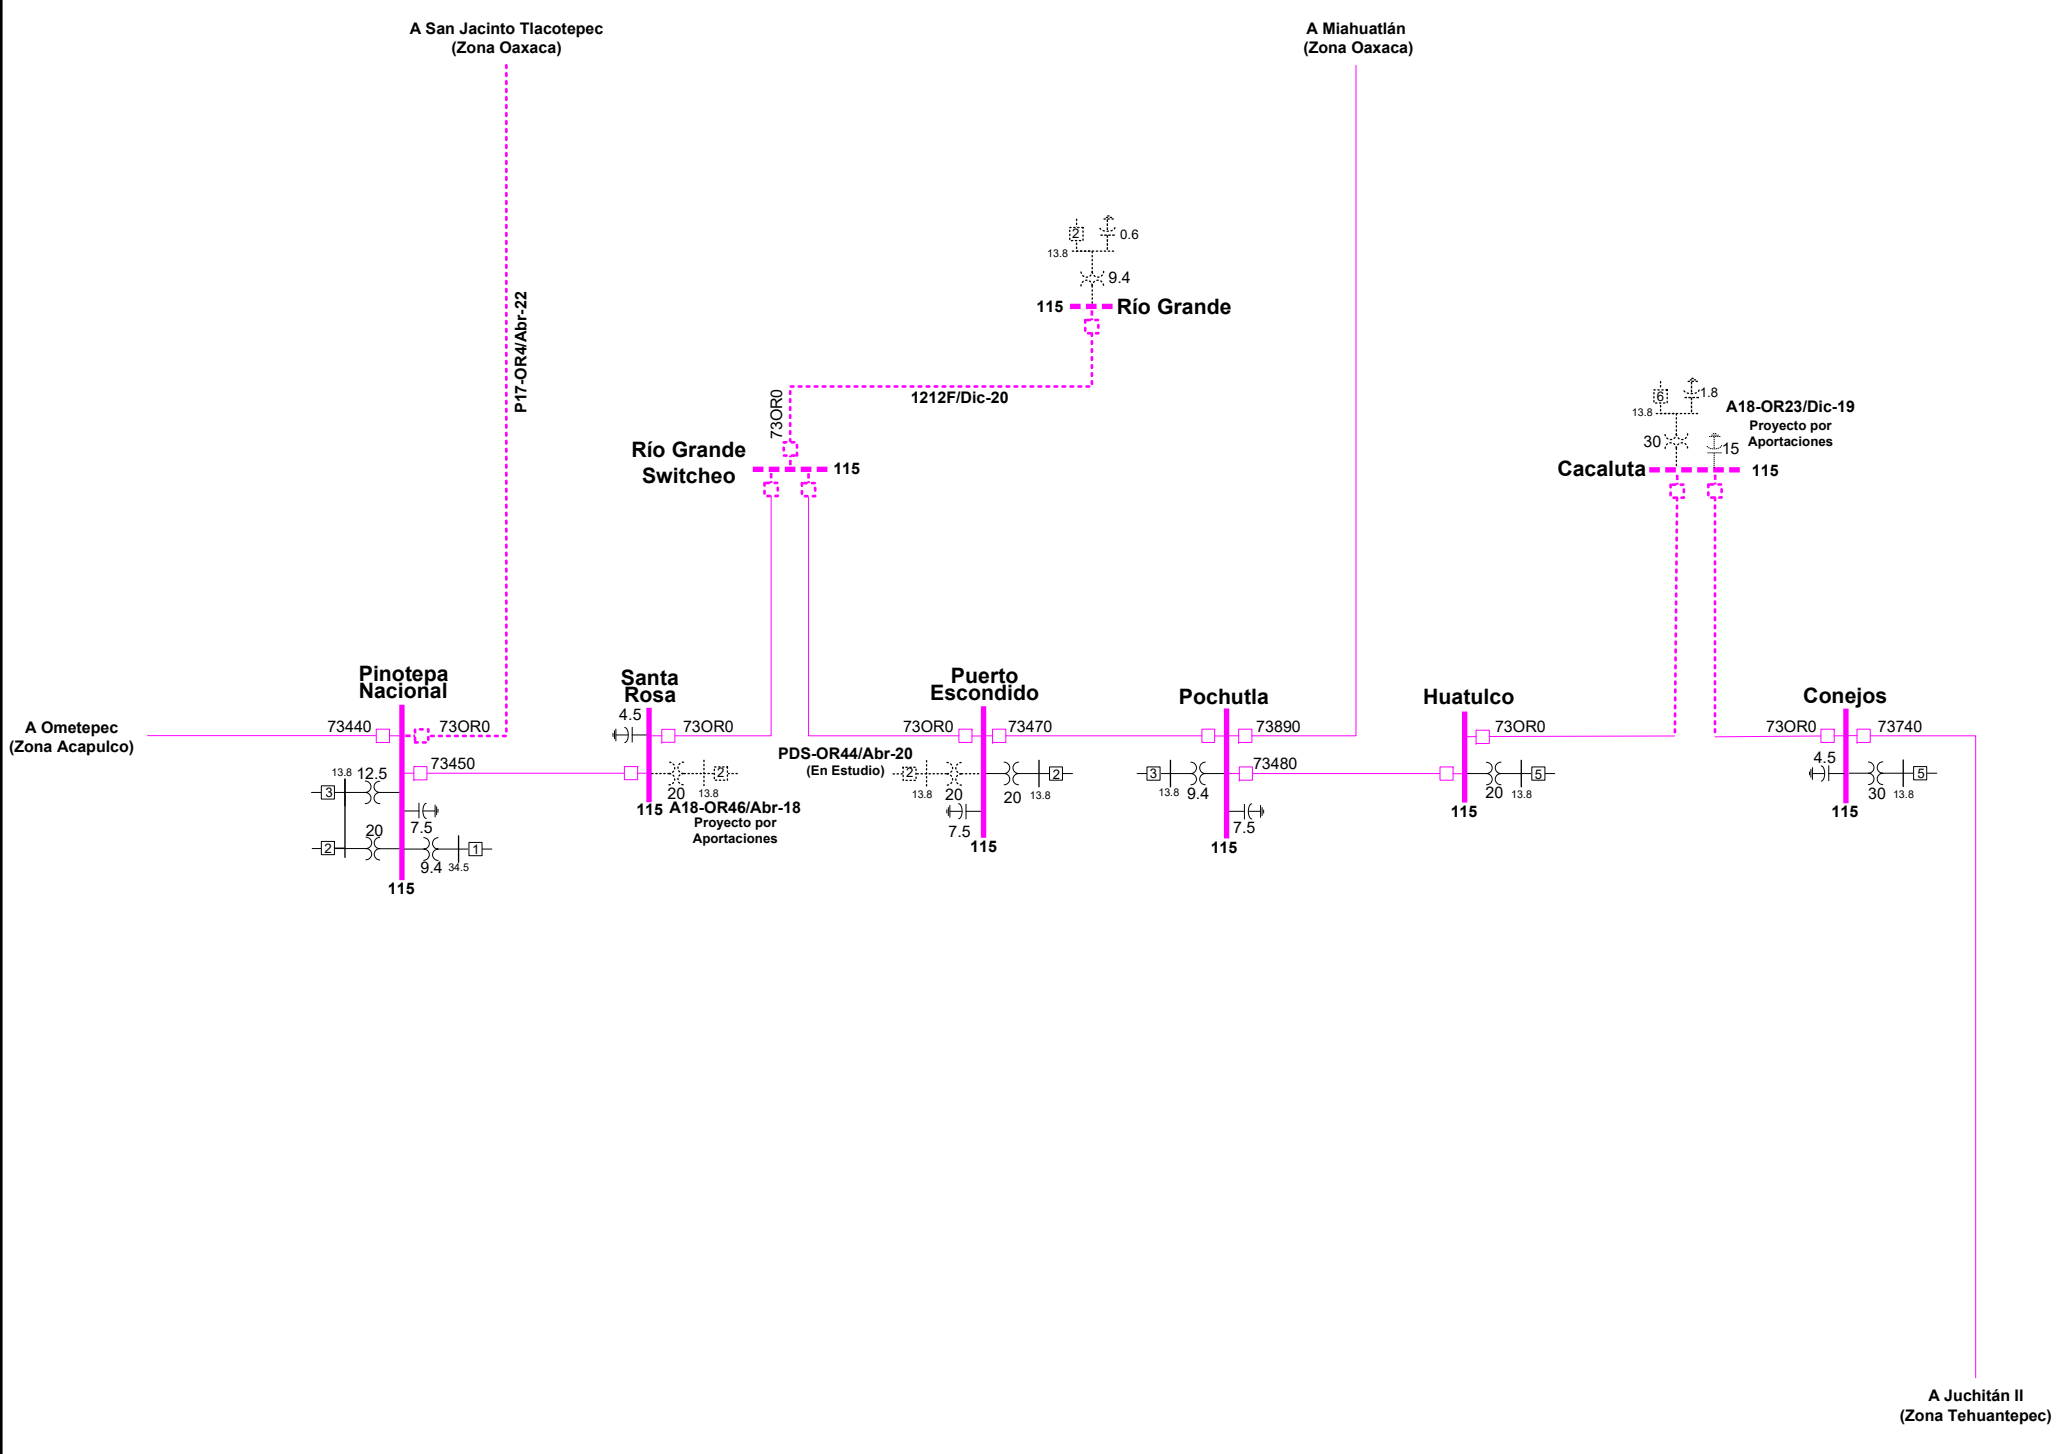 A San Jacinto Tlacotepec
(Zona Oaxaca)
A Miahuatlán
(Zona Oaxaca)
P17-OR4/Abr-22
2
0.6
13.8
9.4
115
Río Grande
1212F/Dic-20
73OR0
Río Grande
Switcheo
115
6
1.8
13.8
A18-OR23/Dic-19
Proyecto por
Aportaciones
30
15
Cacaluta
115
A Ometepec
(Zona Acapulco)
Pinotepa
Nacional
73440
73OR0
73450
13.8
12.5
3
7.5
20
2
9.4
34.5
1
115
Santa
Rosa
4.5
73OR0
20
13.8
2
115
A18-OR46/Abr-18
Proyecto por
Aportaciones
Puerto
Escondido
73OR0
73470
PDS-OR44/Abr-20
(En Estudio)
2
13.8
20
20
13.8
2
7.5
115
Pochutla
73890
73480
3
13.8
9.4
7.5
115
Huatulco
73OR0
20
13.8
5
115
Conejos
73OR0
73740
4.5
30
13.8
5
115
A Juchitán II
(Zona Tehuantepec)